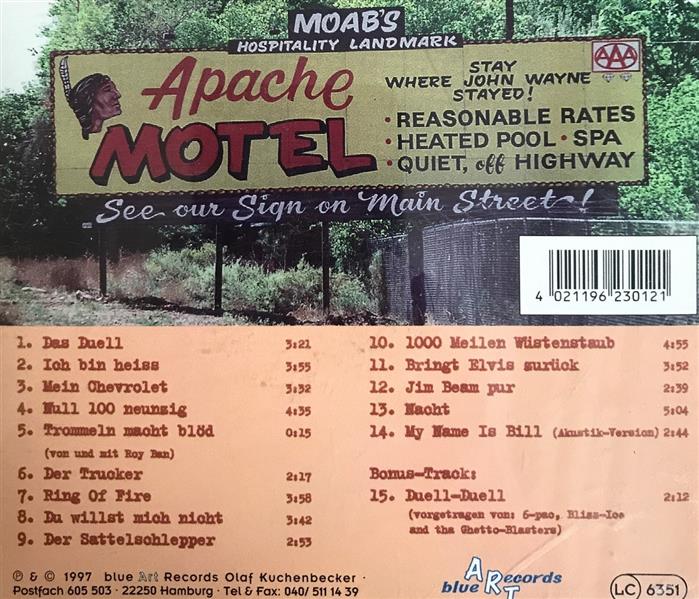 MOAB'S
HOSPITALITY LANDMARK
Apache
MOTEL
STAY
WHERE JOHN WAYNE
STAYED!
• REASONABLE RATES
• HEATED POOL • SPA
• QUIET, off HIGHWAY
AAA
See our Sign on Main Street!
4 021196 230121
1. Das Duell 3:21
2. Ich bin heiss 3:55
3. Mein Chevrolet 3:32
4. Null 100 neunzig 4:35
5. Trommeln macht blöd 0:15
(von und mit Roy Ban)
6. Der Trucker 2:17
7. Ring Of Fire 3:58
8. Du willst mich nicht 3:42
9. Der Sattelschlepper 2:53
10. 1000 Meilen Wüstenstaub 4:55
11. Bringt Elvis zurück 3:52
12. Jim Beam pur 2:39
13. Nacht 5:04
14. My Name Is Bill (Akustik-Version) 2:44
Bonus-Track:
15. Duell-Duell 2:12
(vorgetragen von: 6-pac, Bliss-Ice
and tha Ghetto-Blasters)
℗ & © 1997 blue Art Records Olaf Kuchenbecker ·
Postfach 605 503 · 22250 Hamburg · Tel & Fax: 040/ 511 14 39
blue ART Records
LC 6351